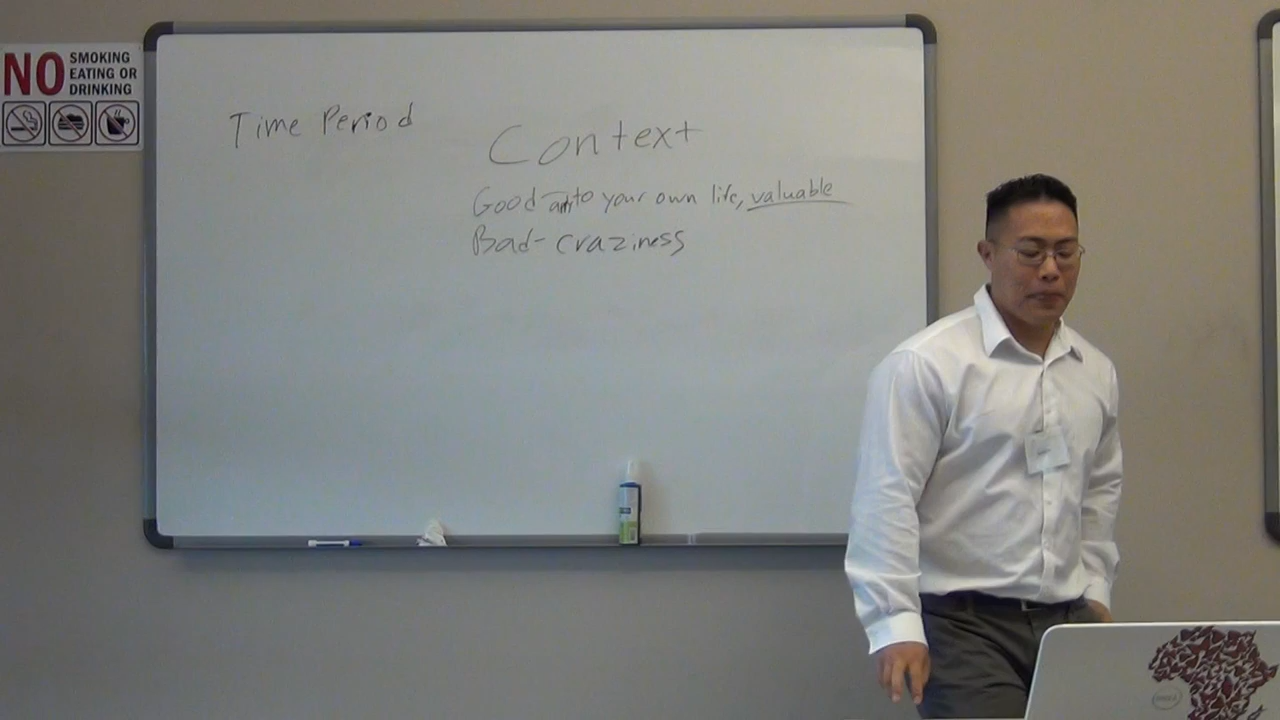 NO SMOKING
EATING OR
DRINKING
Time Period
Context
Good- to your own life, valuable
Bad- craziness
DELL